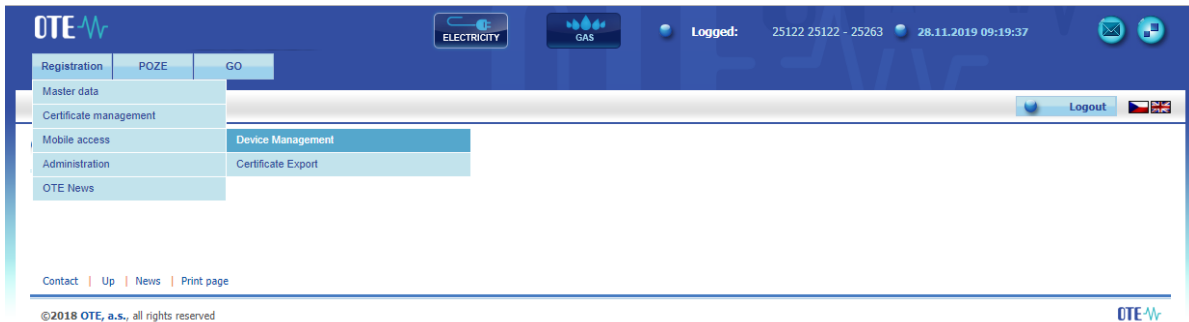 OTE
ELECTRICITY
GAS
Logged: 25122 25122 - 25263 28.11.2019 09:19:37
Registration POZE GO
Master data
Certificate management
Logout
Mobile access Device Management
Administration Certificate Export
OTE News
Contact | Up | News | Print page
©2018 OTE, a.s., all rights reserved
OTE